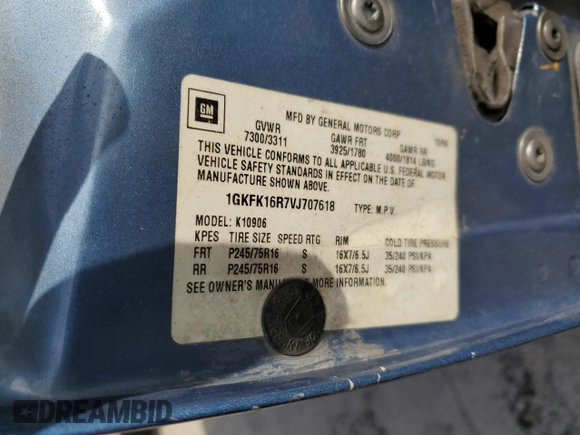 GM
MFD BY GENERAL MOTORS CORP 10/96
GVWR GAWR FRT GAWR RR
7300/3311 3925/1780 4000/1814 LB/KG
THIS VEHICLE CONFORMS TO ALL APPLICABLE U.S. FEDERAL MOTOR
VEHICLE SAFETY STANDARDS IN EFFECT ON THE DATE OF
MANUFACTURE SHOWN ABOVE.
1GKFK16R7VJ707618 TYPE: M.P.V.
MODEL: K10906
KPES TIRE SIZE SPEED RTG RIM COLD TIRE PRESSURE
FRT P245/75R16 S 16X7/6.5J 35/240 PSI/KPA
RR P245/75R16 S 16X7/6.5J 35/240 PSI/KPA
SEE OWNER'S MANUAL FOR MORE INFORMATION.
DREAMBID